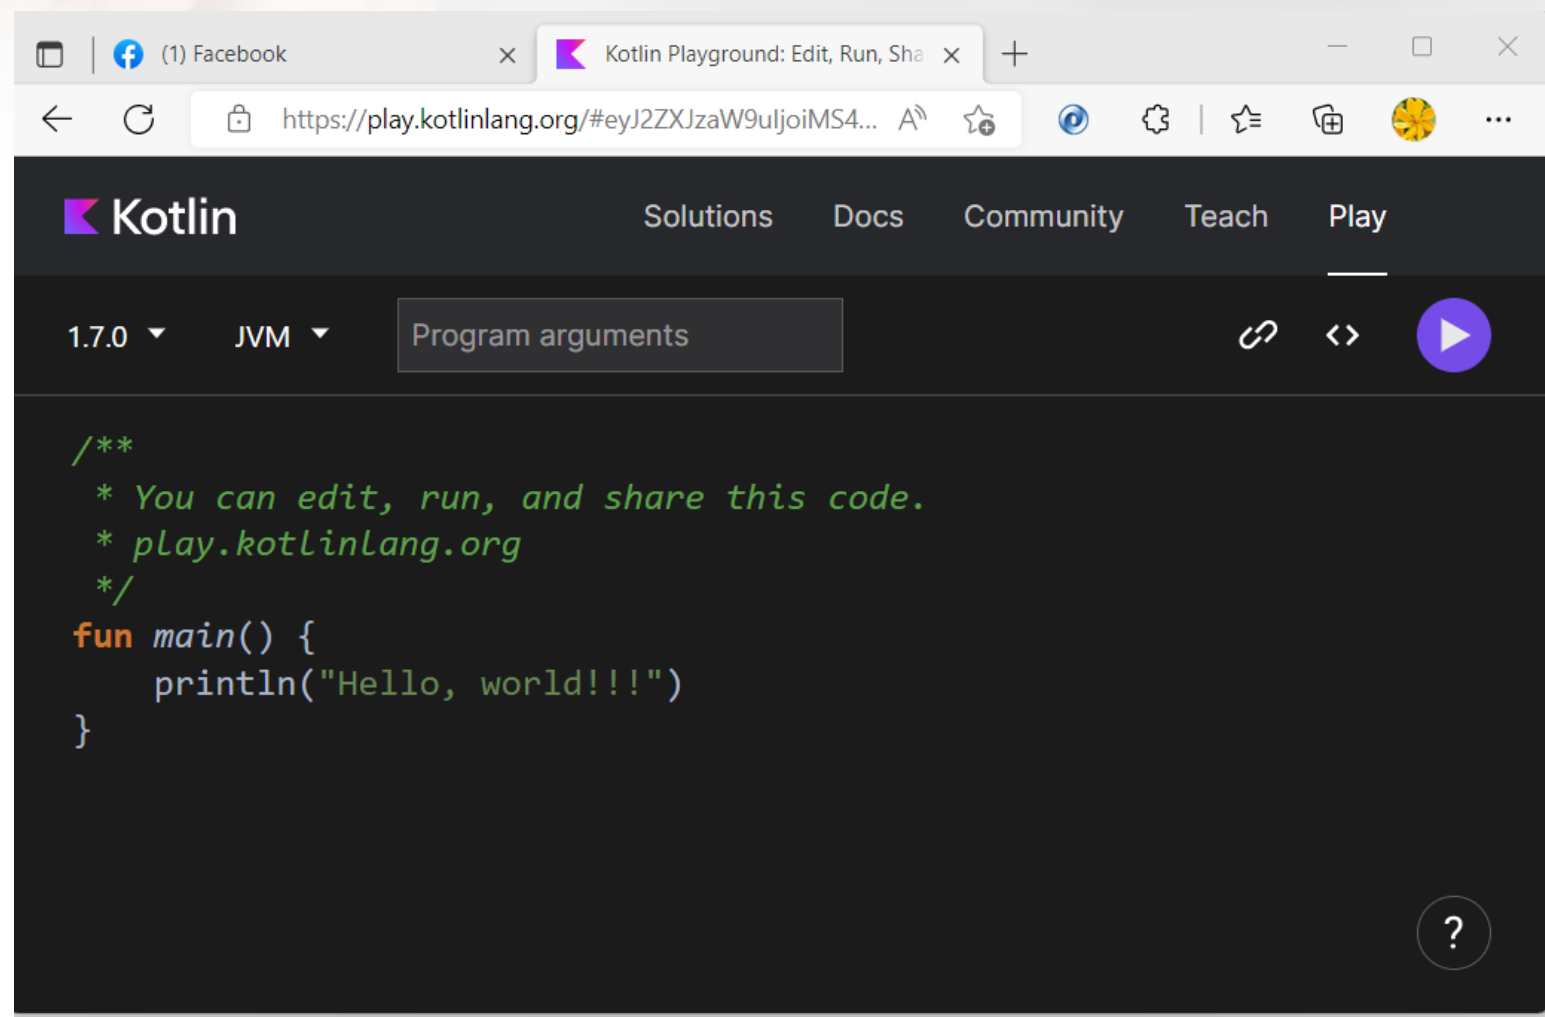 (1) Facebook
Kotlin Playground: Edit, Run, Sha
https://play.kotlinlang.org/#eyJ2ZXJzaW9uIjoiMS4...
Kotlin Solutions Docs Community Teach Play
1.7.0 JVM Program arguments
/**
 * You can edit, run, and share this code.
 * play.kotlinlang.org
 */
fun main() {
    println("Hello, world!!!")
}
?